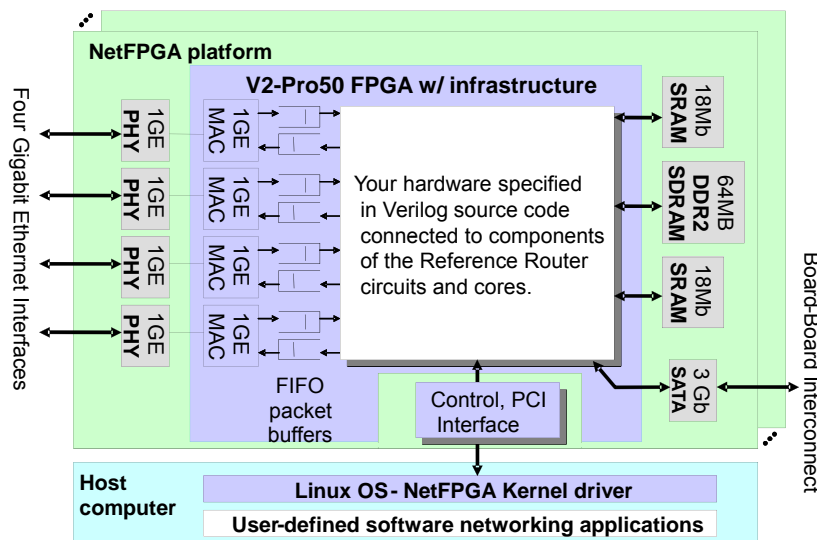 NetFPGA platform
V2-Pro50 FPGA w/ infrastructure
Four Gigabit Ethernet Interfaces
1GE
PHY
1GE
MAC
1GE
PHY
1GE
MAC
1GE
PHY
1GE
MAC
1GE
PHY
1GE
MAC
FIFO
packet
buffers
Your hardware specified
in Verilog source code
connected to components
of the Reference Router
circuits and cores.
18Mb
SRAM
64MB
DDR2
SDRAM
18Mb
SRAM
3 Gb
SATA
Board-Board Interconnect
Control, PCI
Interface
Host
computer
Linux OS- NetFPGA Kernel driver
User-defined software networking applications